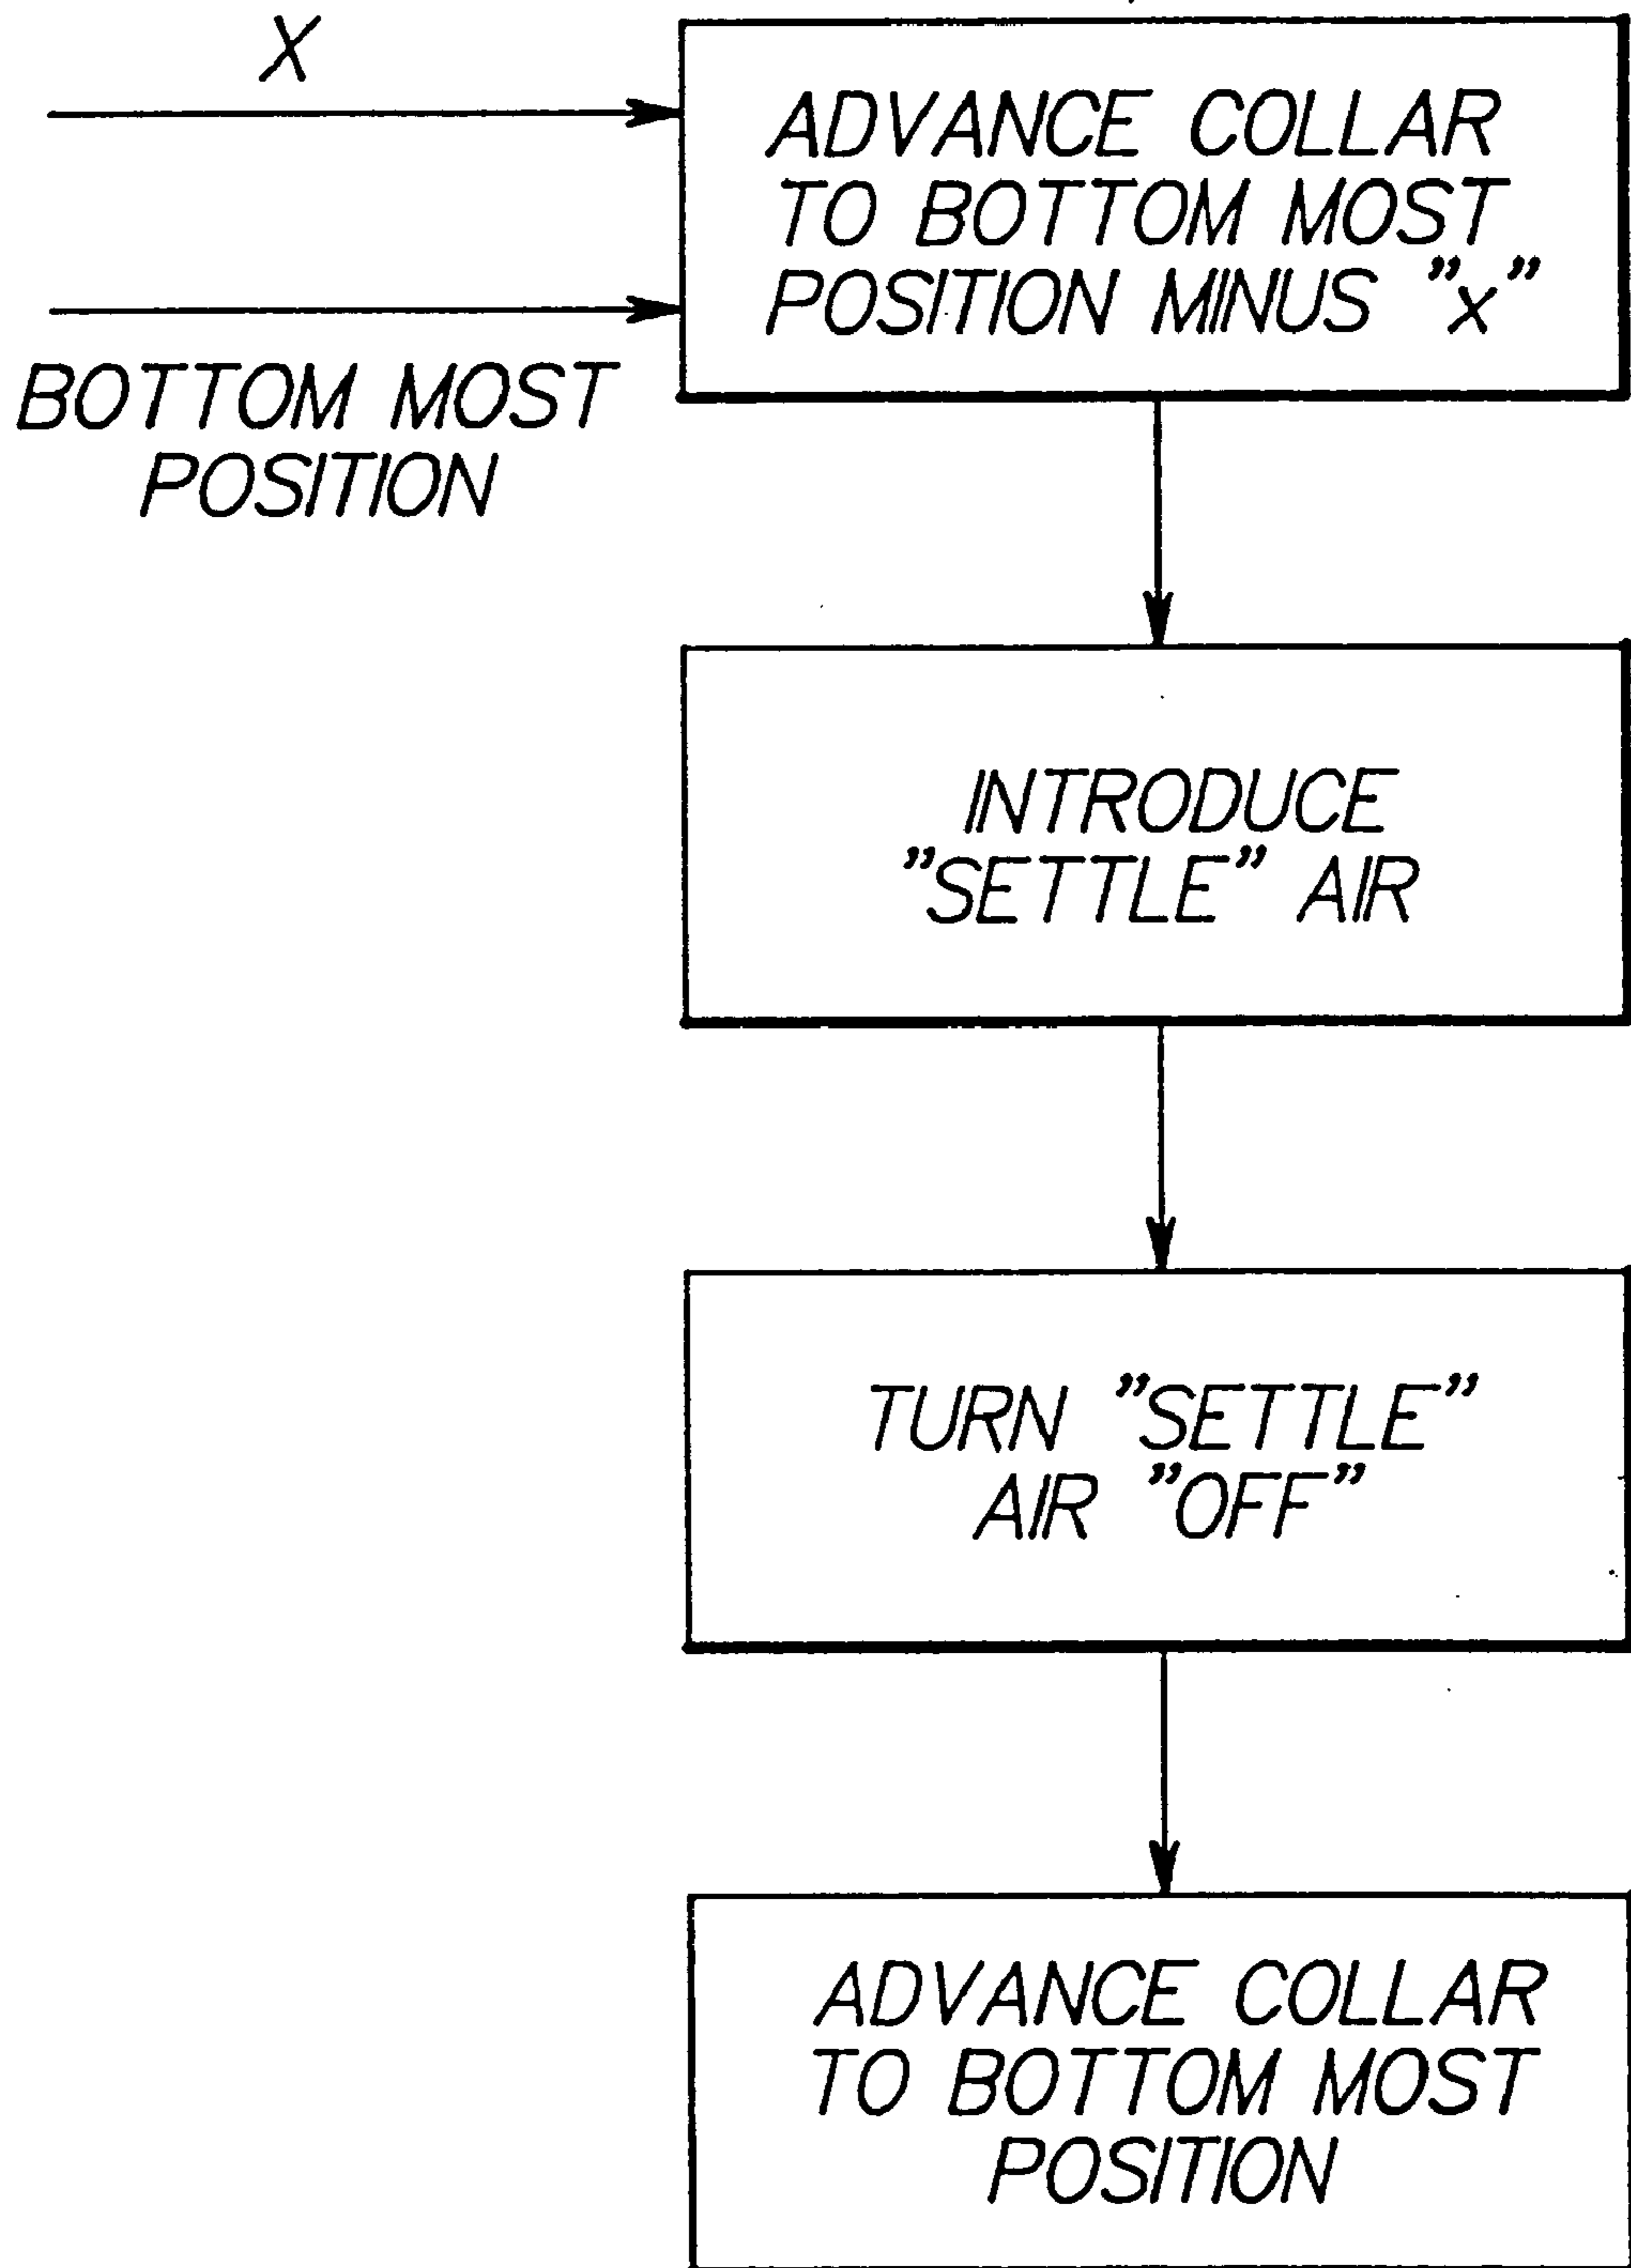 X
ADVANCE COLLAR
TO BOTTOM MOST
POSITION MINUS "x"
BOTTOM MOST
POSITION
INTRODUCE
"SETTLE" AIR
TURN "SETTLE"
AIR "OFF"
ADVANCE COLLAR
TO BOTTOM MOST
POSITION